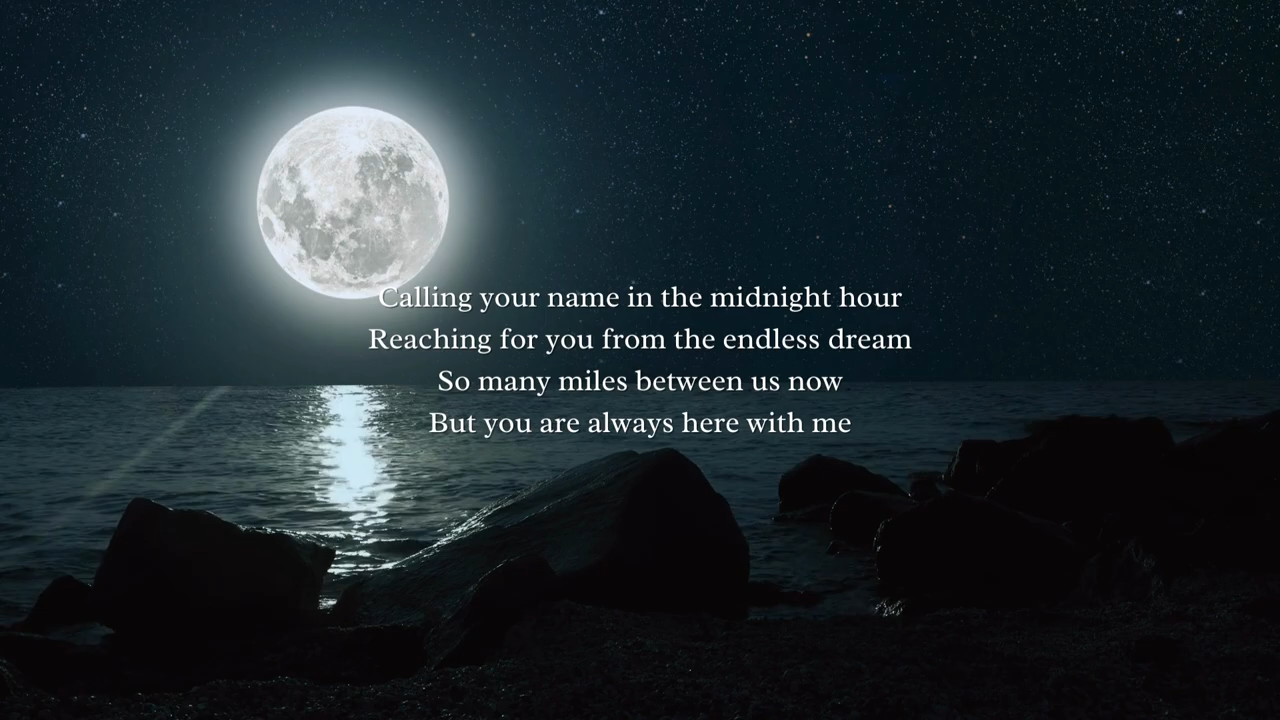 Calling your name in the midnight hour
Reaching for you from the endless dream
So many miles between us now
But you are always here with me